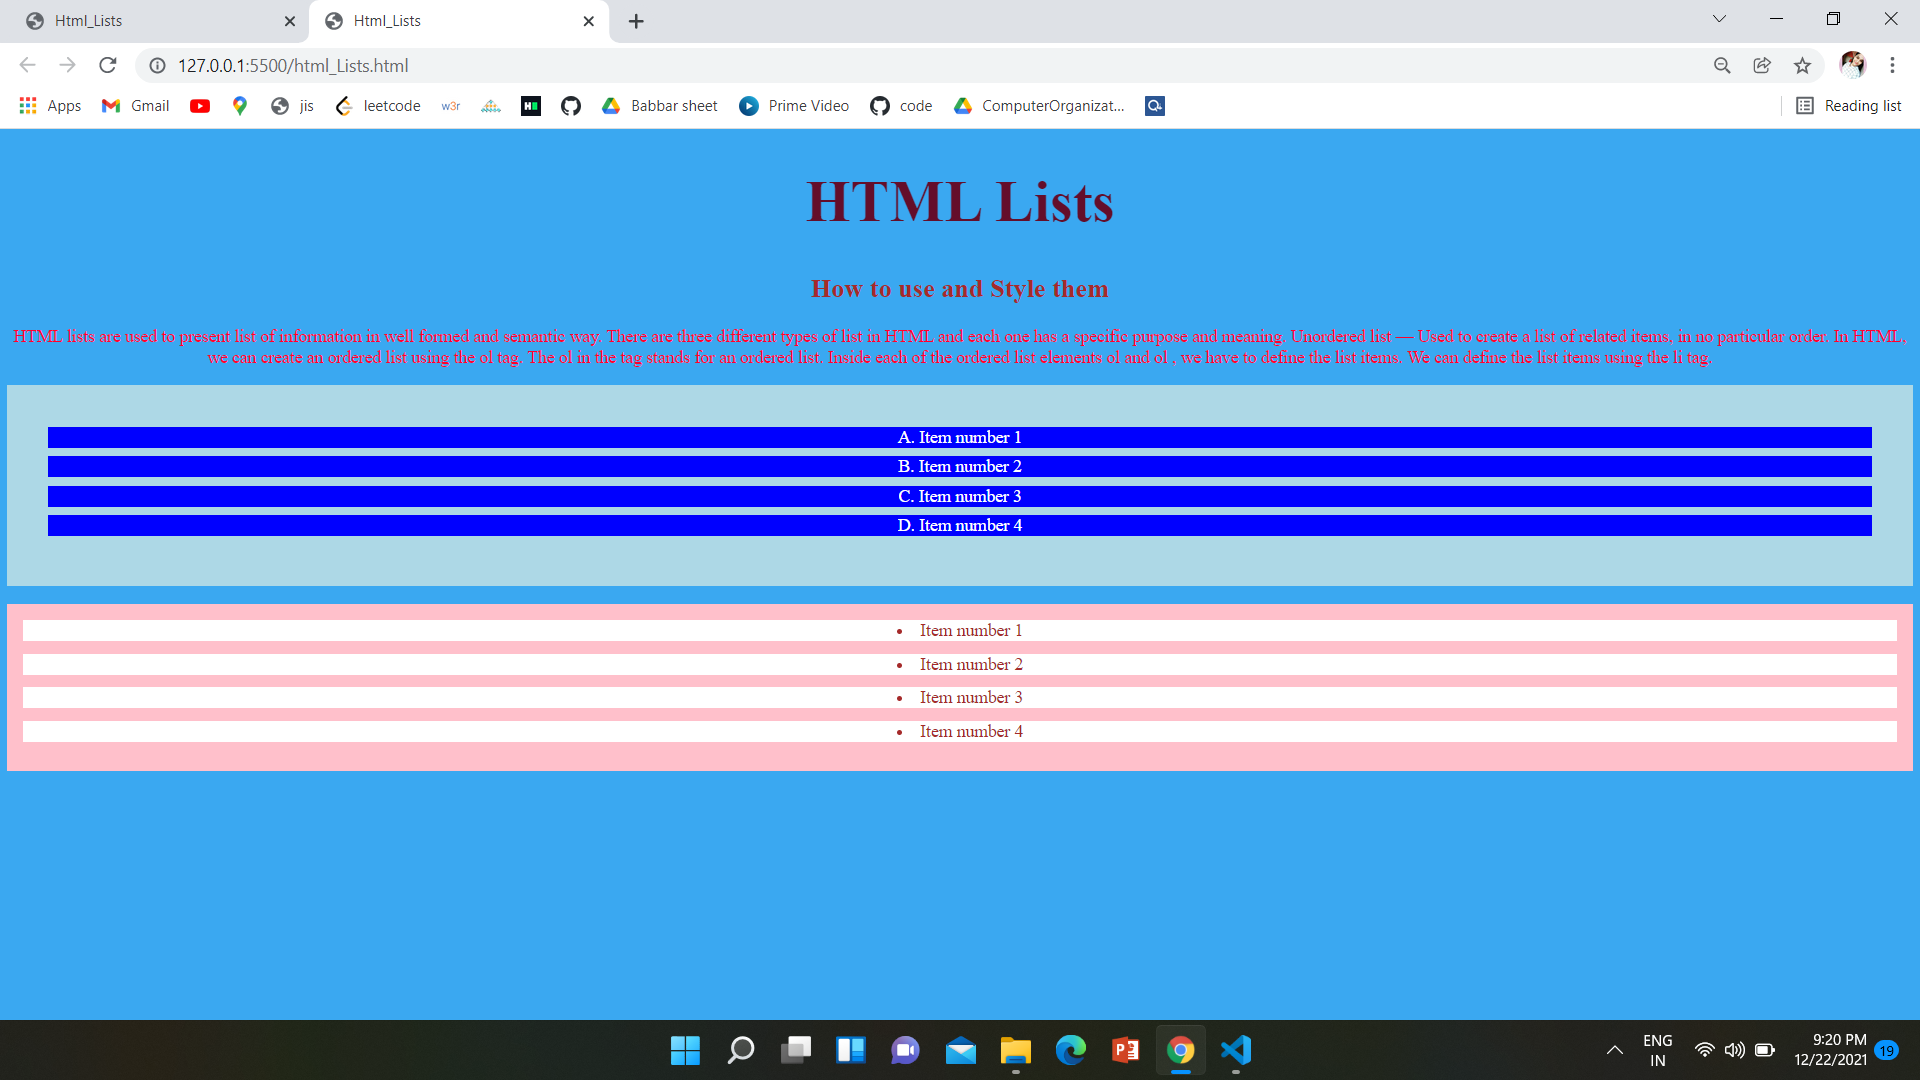 Html_Lists
Html_Lists
127.0.0.1:5500/html_Lists.html
Apps Gmail jis leetcode w3r Babbar sheet Prime Video code ComputerOrganizat... Reading list
HTML Lists
How to use and Style them
HTML lists are used to present list of information in well formed and semantic way. There are three different types of list in HTML and each one has a specific purpose and meaning. Unordered list — Used to create a list of related items, in no particular order. In HTML,
we can create an ordered list using the ol tag. The ol in the tag stands for an ordered list. Inside each of the ordered list elements ol and ol , we have to define the list items. We can define the list items using the li tag.
A. Item number 1
B. Item number 2
C. Item number 3
D. Item number 4
• Item number 1
• Item number 2
• Item number 3
• Item number 4
ENG
IN
9:20 PM
12/22/2021
19